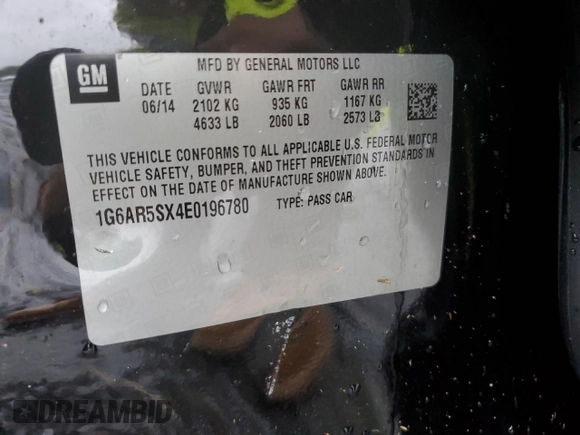 GM
MFD BY GENERAL MOTORS LLC
DATE GVWR GAWR FRT GAWR RR
06/14 2102 KG 935 KG 1167 KG
4633 LB 2060 LB 2573 LB
THIS VEHICLE CONFORMS TO ALL APPLICABLE U.S. FEDERAL MOTOR
VEHICLE SAFETY, BUMPER, AND THEFT PREVENTION STANDARDS IN
EFFECT ON THE DATE OF MANUFACTURE SHOWN ABOVE.
1G6AR5SX4E0196780 TYPE: PASS CAR
DREAMBID